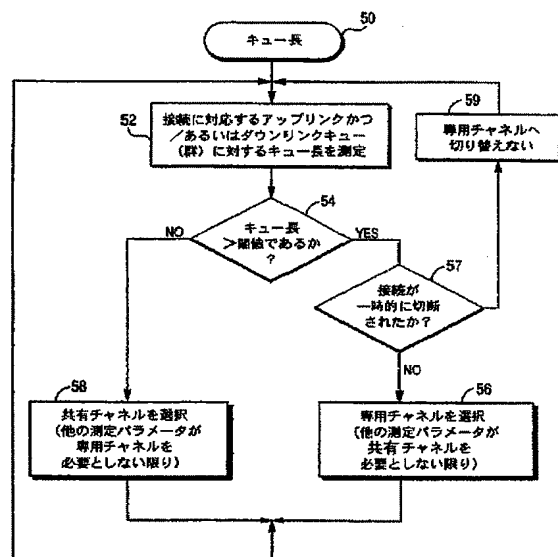 キュー長
50
52
接続に対応するアップリンクかつ
／あるいはダウンリンクキュー
（群）に対するキュー長を測定
59
専用チャネルへ
切り替えない
54
キュー長
＞閾値であるか
？
NO
YES
57
接続が
一時的に切断
されたか？
NO
58
共有チャネルを選択
（他の測定パラメータが
専用チャネルを
必要としない限り）
56
専用チャネルを選択
（他の測定パラメータが
共有チャネルを
必要としない限り）